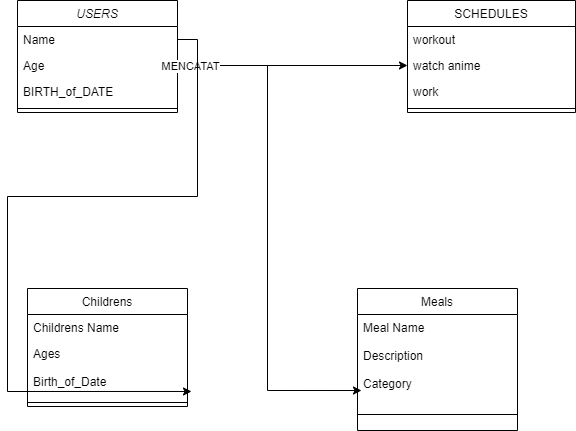 USERS
Name
Age
BIRTH_of_DATE
MENCATAT
SCHEDULES
workout
watch anime
work
Childrens
Childrens Name
Ages
Birth_of_Date
Meals
Meal Name
Description
Category